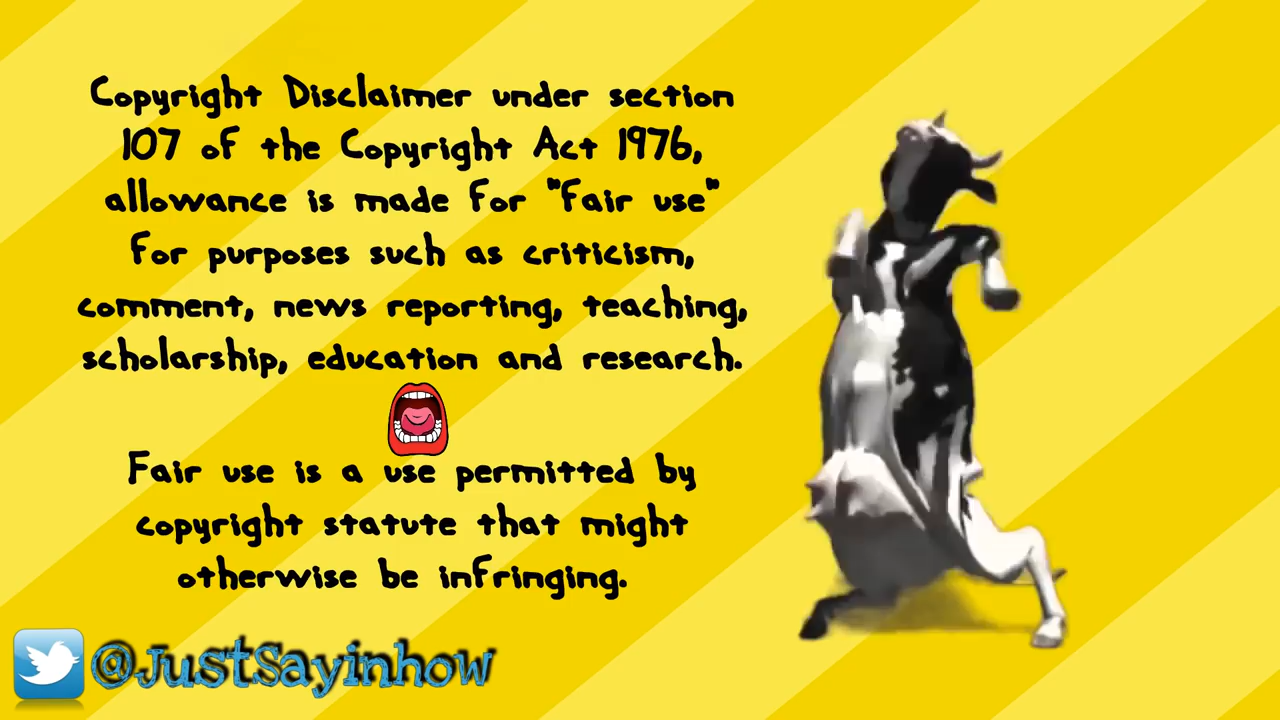 Copyright Disclaimer under section
107 of the Copyright Act 1976,
allowance is made for "fair use"
for purposes such as criticism,
comment, news reporting, teaching,
scholarship, education and research.
Fair use is a use permitted by
copyright statute that might
otherwise be infringing.
@JustSayinhow